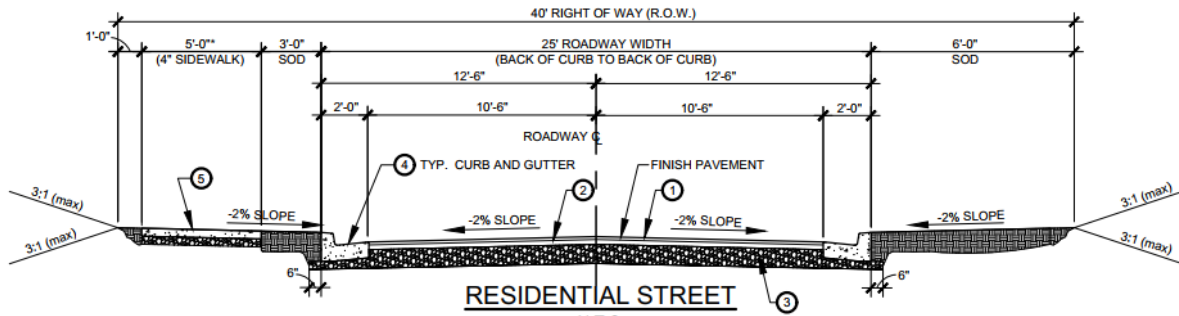 40' RIGHT OF WAY (R.O.W.)
1'-0" 5'-0"* 3'-0" 25' ROADWAY WIDTH 6'-0"
(4" SIDEWALK) SOD (BACK OF CURB TO BACK OF CURB) SOD
12'-6" 12'-6"
2'-0" 10'-6" 10'-6" 2'-0"
ROADWAY ℄
4 TYP. CURB AND GUTTER FINISH PAVEMENT
5 2 1
3:1 (max) -2% SLOPE -2% SLOPE -2% SLOPE -2% SLOPE 3:1 (max)
3:1 (max) 3:1 (max)
6" 6"
RESIDENTIAL STREET 3